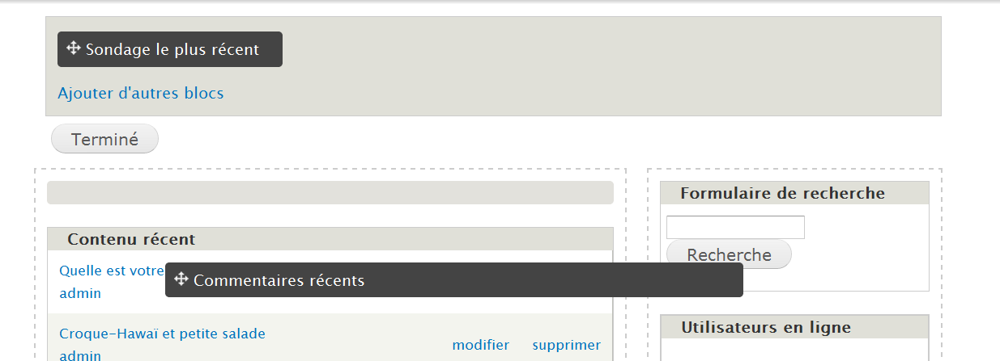 Sondage le plus récent
Ajouter d'autres blocs
Terminé
Contenu récent
Quelle est votre
admin
Commentaires récents
Croque-Hawaï et petite salade
modifier supprimer
admin
Formulaire de recherche
Recherche
Utilisateurs en ligne